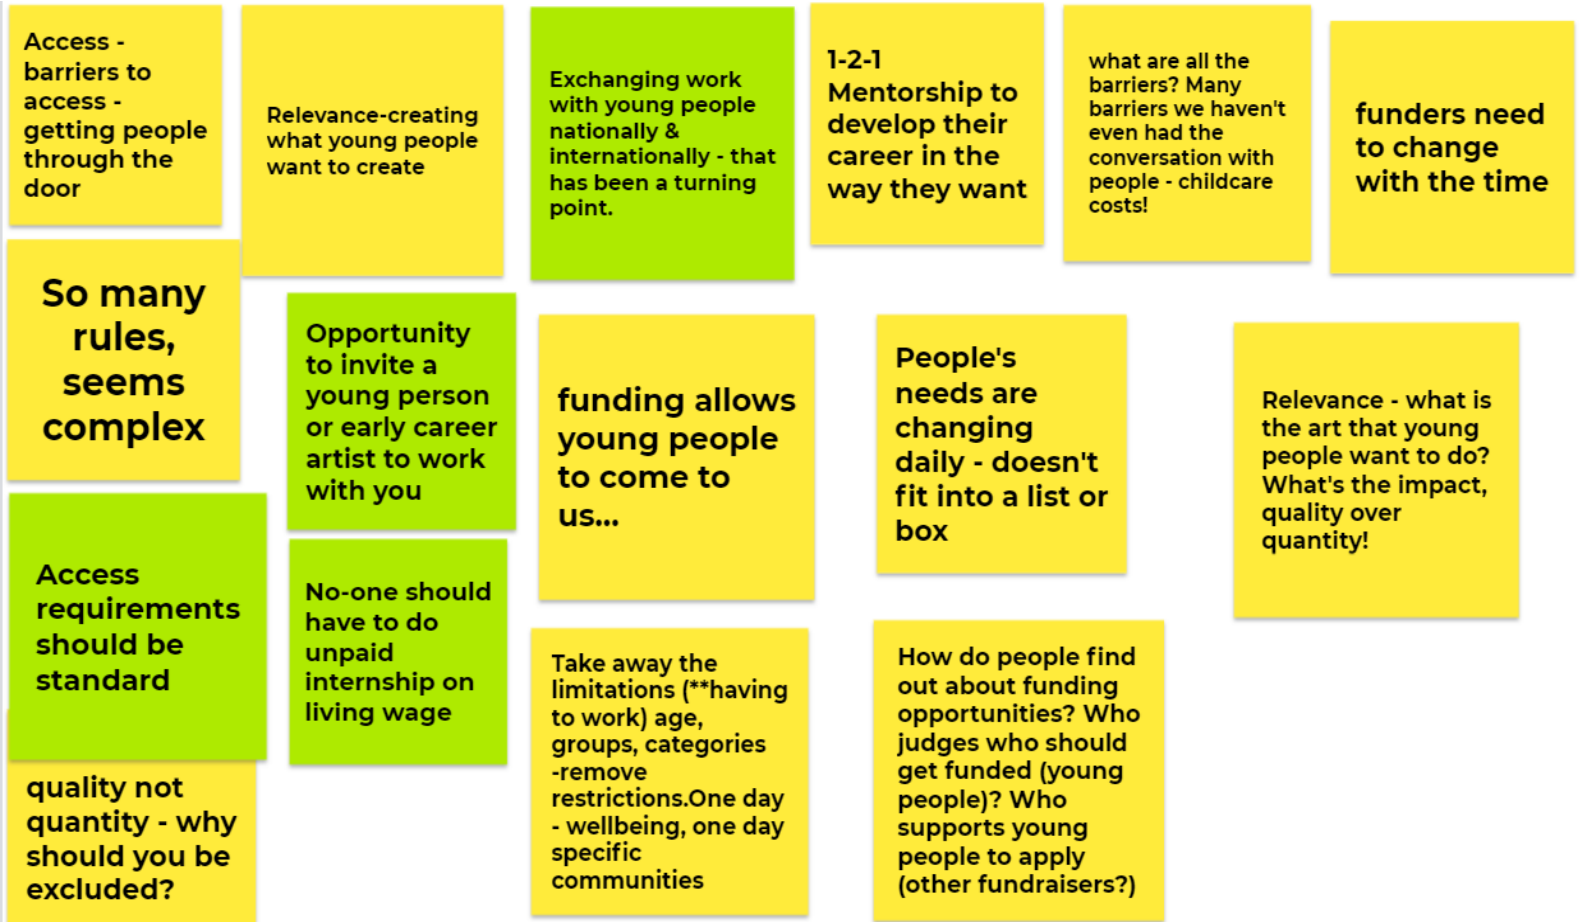 Access -
barriers to
access -
getting people
through the
door
Relevance-creating
what young people
want to create
Exchanging work
with young people
nationally &
internationally - that
has been a turning
point.
1-2-1
Mentorship to
develop their
career in the
way they want
what are all the
barriers? Many
barriers we haven't
even had the
conversation with
people - childcare
costs!
funders need
to change
with the time
So many
rules,
seems
complex
Opportunity
to invite a
young person
or early career
artist to work
with you
funding allows
young people
to come to
us...
People's
needs are
changing
daily - doesn't
fit into a list or
box
Relevance - what is
the art that young
people want to do?
What's the impact,
quality over
quantity!
Access
requirements
should be
standard
No-one should
have to do
unpaid
internship on
living wage
Take away the
limitations (**having
to work) age,
groups, categories
-remove
restrictions.One day
- wellbeing, one day
specific
communities
How do people find
out about funding
opportunities? Who
judges who should
get funded (young
people)? Who
supports young
people to apply
(other fundraisers?)
quality not
quantity - why
should you be
excluded?